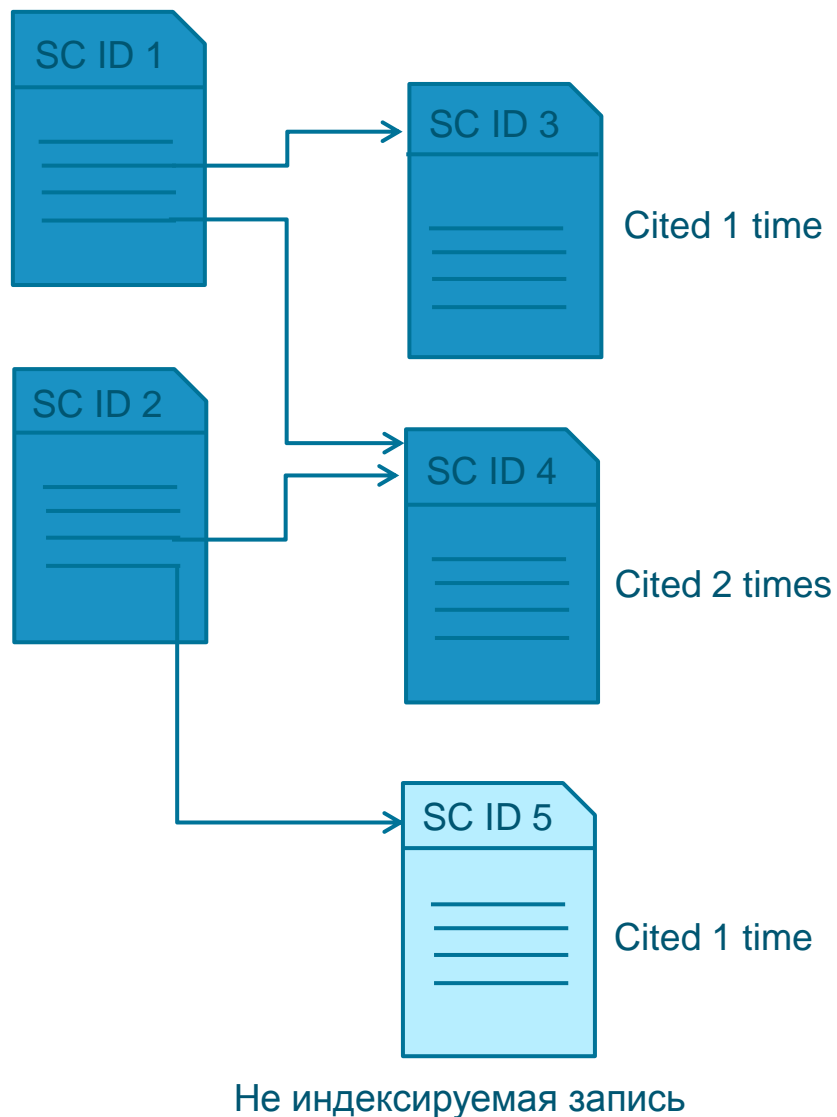 SC ID 1
SC ID 3
Cited 1 time
SC ID 2
SC ID 4
Cited 2 times
SC ID 5
Cited 1 time
Не индексируемая запись